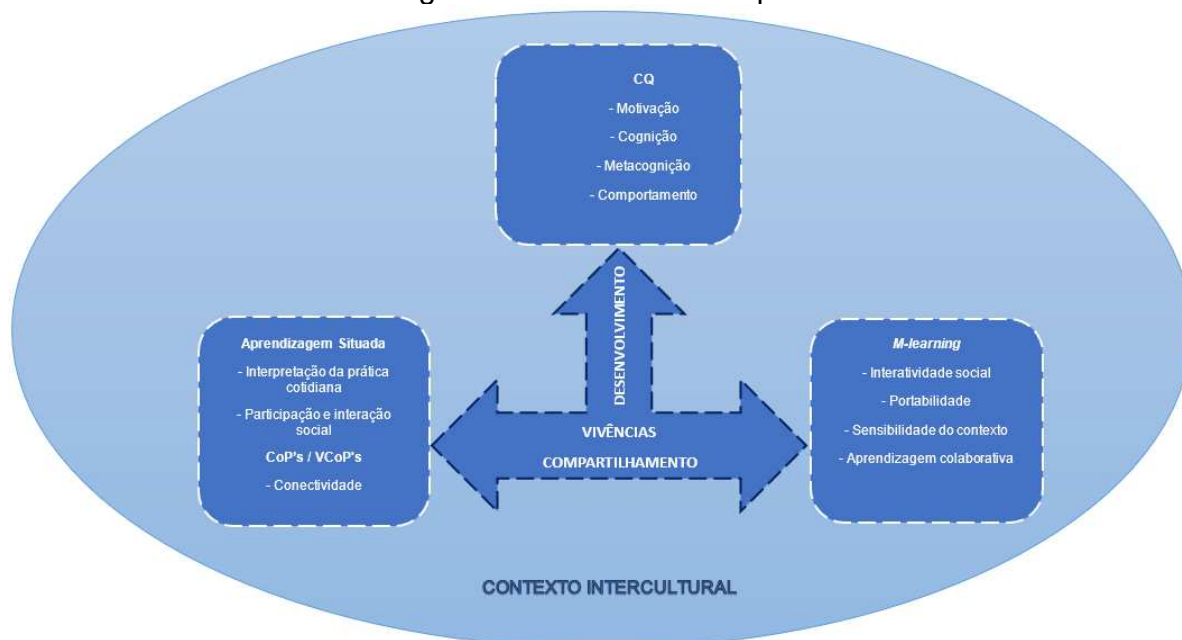 CQ
- Motivação
- Cognição
- Metacognição
- Comportamento
DESENVOLVIMENTO
Aprendizagem Situada
- Interpretação da prática
cotidiana
- Participação e interação
social
CoP's / VCoP's
- Conectividade
VIVÊNCIAS
COMPARTILHAMENTO
M-learning
- Interatividade social
- Portabilidade
- Sensibilidade do contexto
- Aprendizagem colaborativa
CONTEXTO INTERCULTURAL